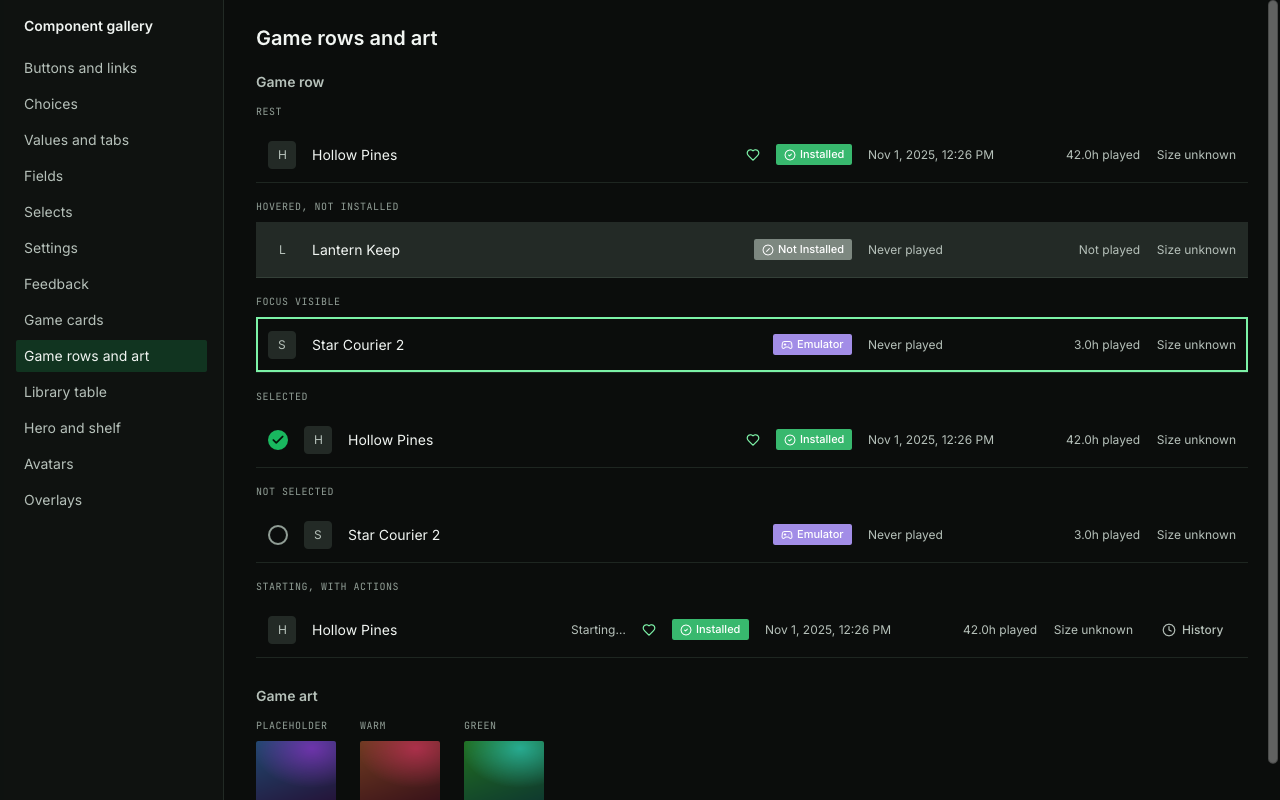 Component gallery
Buttons and links
Choices
Values and tabs
Fields
Selects
Settings
Feedback
Game cards
Game rows and art
Library table
Hero and shelf
Avatars
Overlays
Game rows and art
Game row
REST
H Hollow Pines Installed Nov 1, 2025, 12:26 PM 42.0h played Size unknown
HOVERED, NOT INSTALLED
L Lantern Keep Not Installed Never played Not played Size unknown
FOCUS VISIBLE
S Star Courier 2 Emulator Never played 3.0h played Size unknown
SELECTED
H Hollow Pines Installed Nov 1, 2025, 12:26 PM 42.0h played Size unknown
NOT SELECTED
S Star Courier 2 Emulator Never played 3.0h played Size unknown
STARTING, WITH ACTIONS
H Hollow Pines Starting... Installed Nov 1, 2025, 12:26 PM 42.0h played Size unknown History
Game art
PLACEHOLDER WARM GREEN